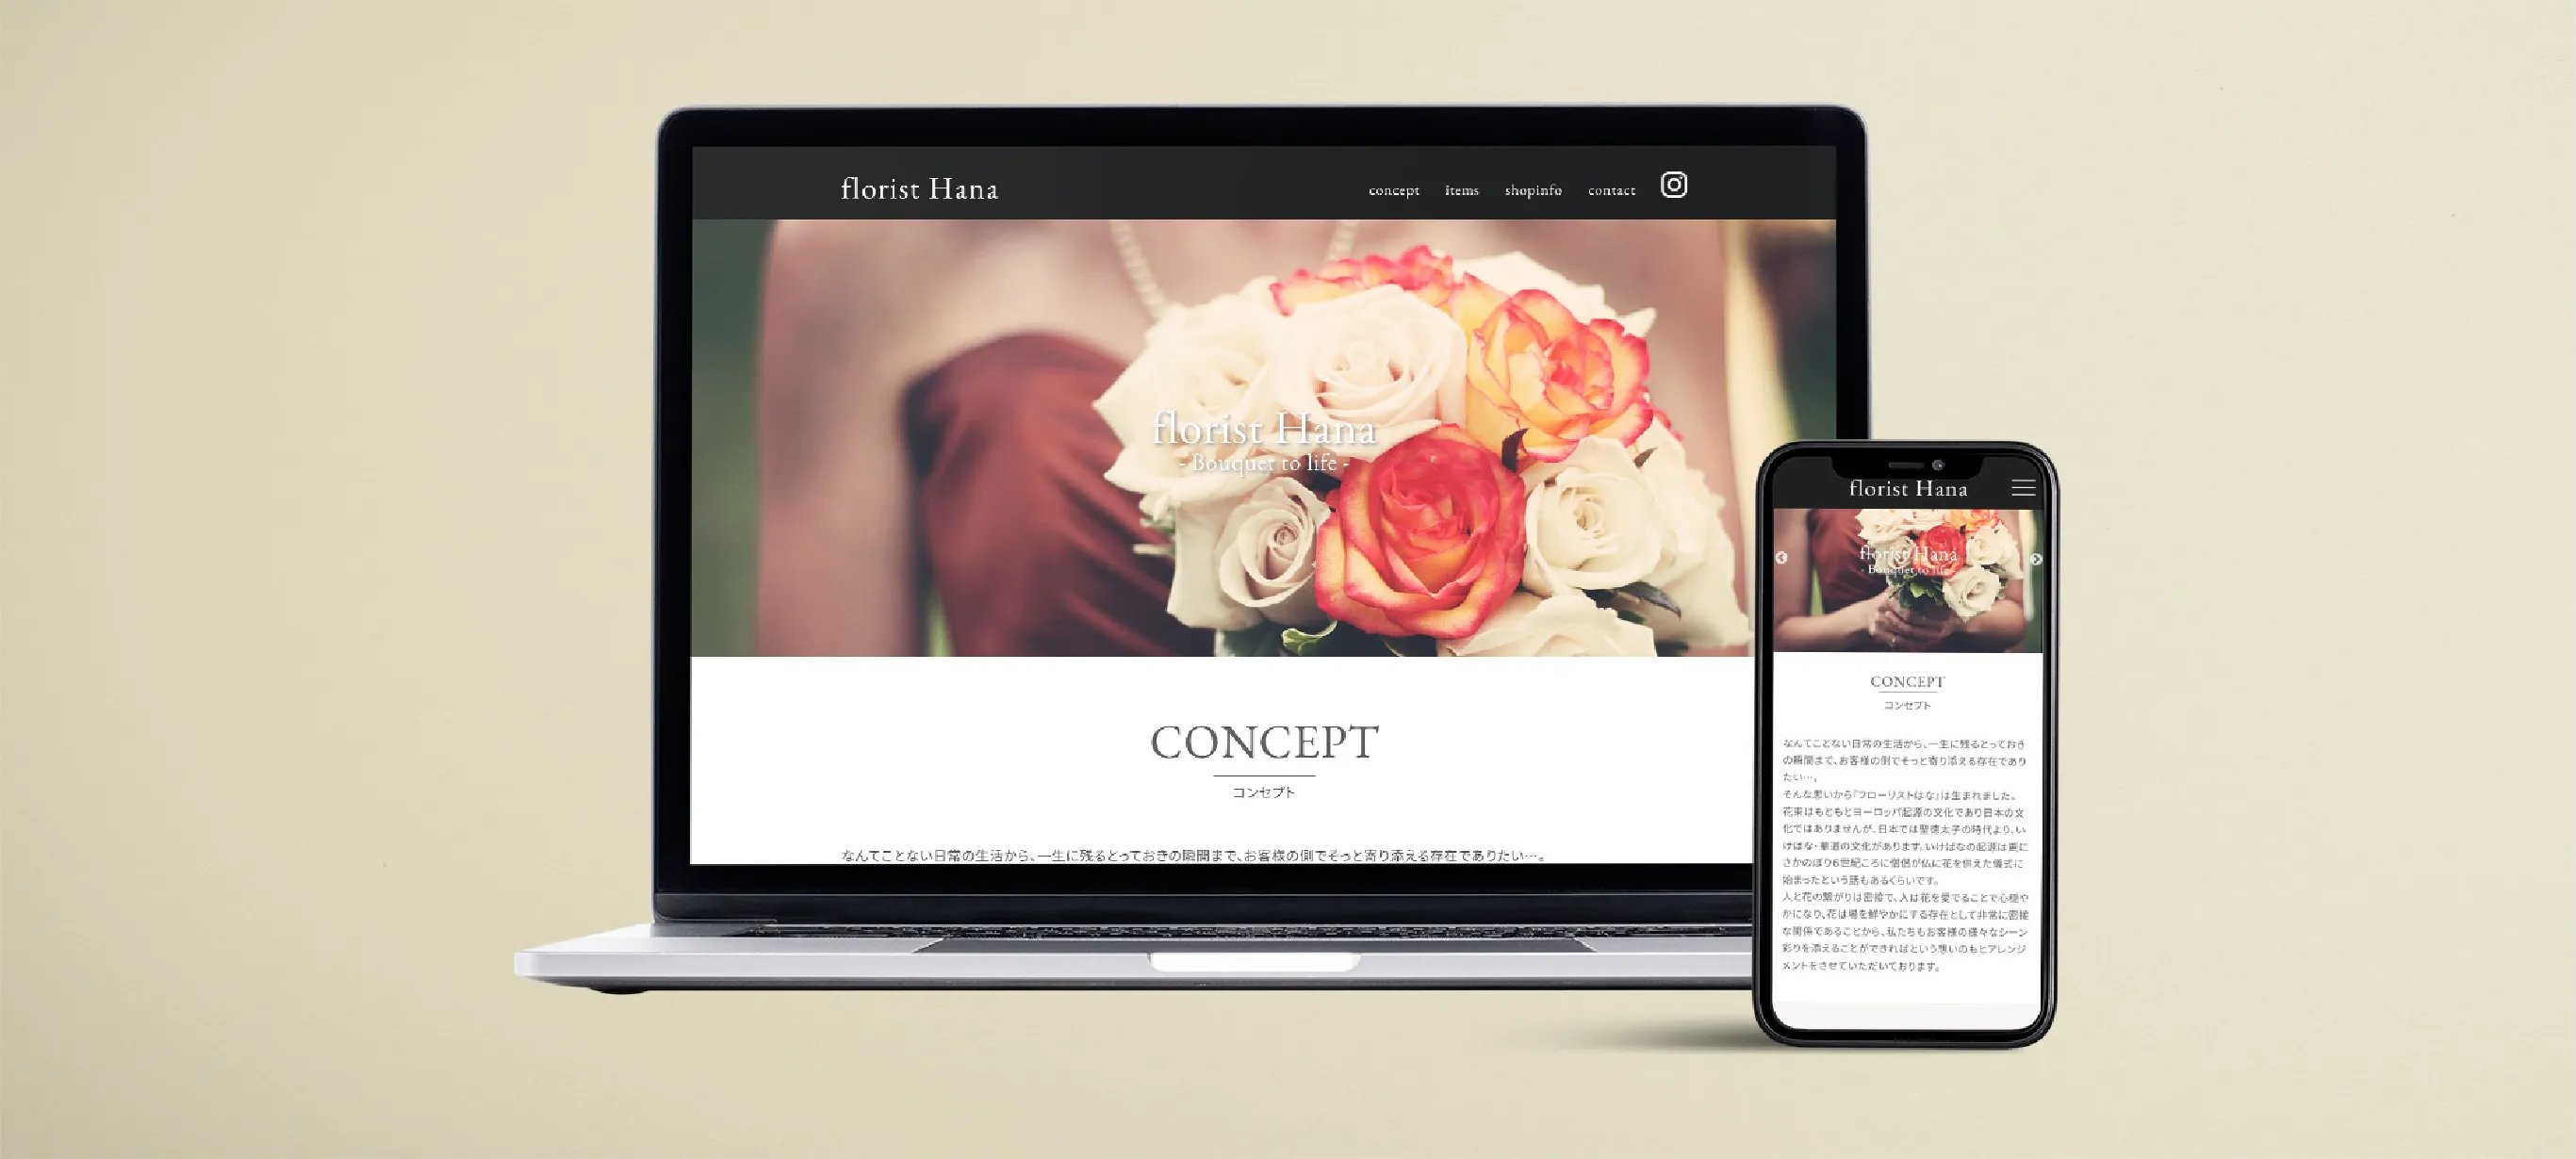 florist Hana
concept items shopinfo contact
florist Hana
- Bouquet to life -
CONCEPT
コンセプト
なんてことない日常の生活から、一生に残るとっておきの瞬間まで、お客様の側でそっと寄り添える存在でありたい…。
florist Hana
florist Hana
- Bouquet to life -
CONCEPT
コンセプト
なんてことない日常の生活から、一生に残るとっておき
の瞬間まで、お客様の側でそっと寄り添える存在であり
たい…。
そんな思いから『フローリストはな』は生まれました。
花束はもともとヨーロッパ起源の文化であり日本の文
化ではありませんが、日本では聖徳太子の時代より、い
けばな・華道の文化があります。いけばなの起源は更に
さかのぼり6世紀ころに僧侶が仏に花を供えた儀式に
始まったという話もあるくらいです。
人と花の繋がりは密接で、人は花を愛でることで心穏や
かになり、花は場を鮮やかにする存在として非常に密接
な関係であることから、私たちもお客様の様々なシーン
彩りを添えることができればという想いのもとアレンジ
メントをさせていただいております。